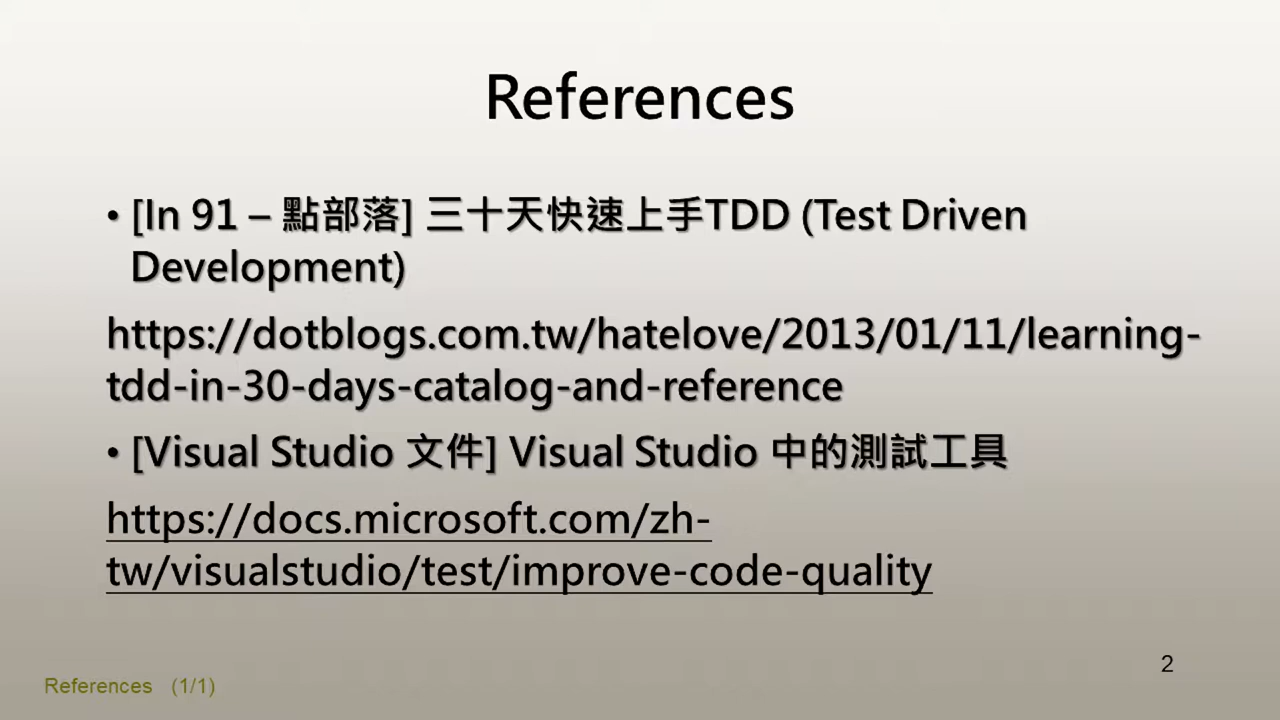 References
• [In 91 – 點部落] 三十天快速上手TDD (Test Driven
Development)
https://dotblogs.com.tw/hatelove/2013/01/11/learning-
tdd-in-30-days-catalog-and-reference
• [Visual Studio 文件] Visual Studio 中的測試工具
https://docs.microsoft.com/zh-
tw/visualstudio/test/improve-code-quality
2
References (1/1)